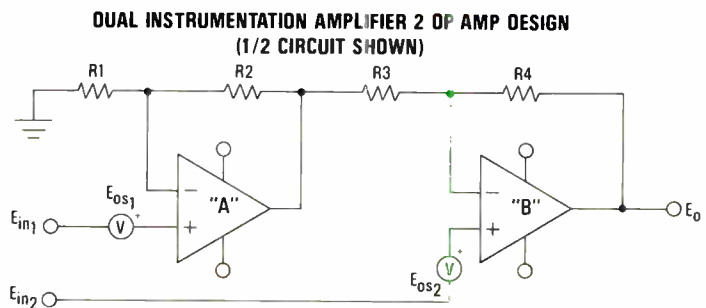 DUAL INSTRUMENTATION AMPLIFIER 2 OP AMP DESIGN
(1/2 CIRCUIT SHOWN)
R1 R2 R3 R4
Eos1 "A" "B"
Ein1 V + − + − + Eo
Eos2 V +
Ein2